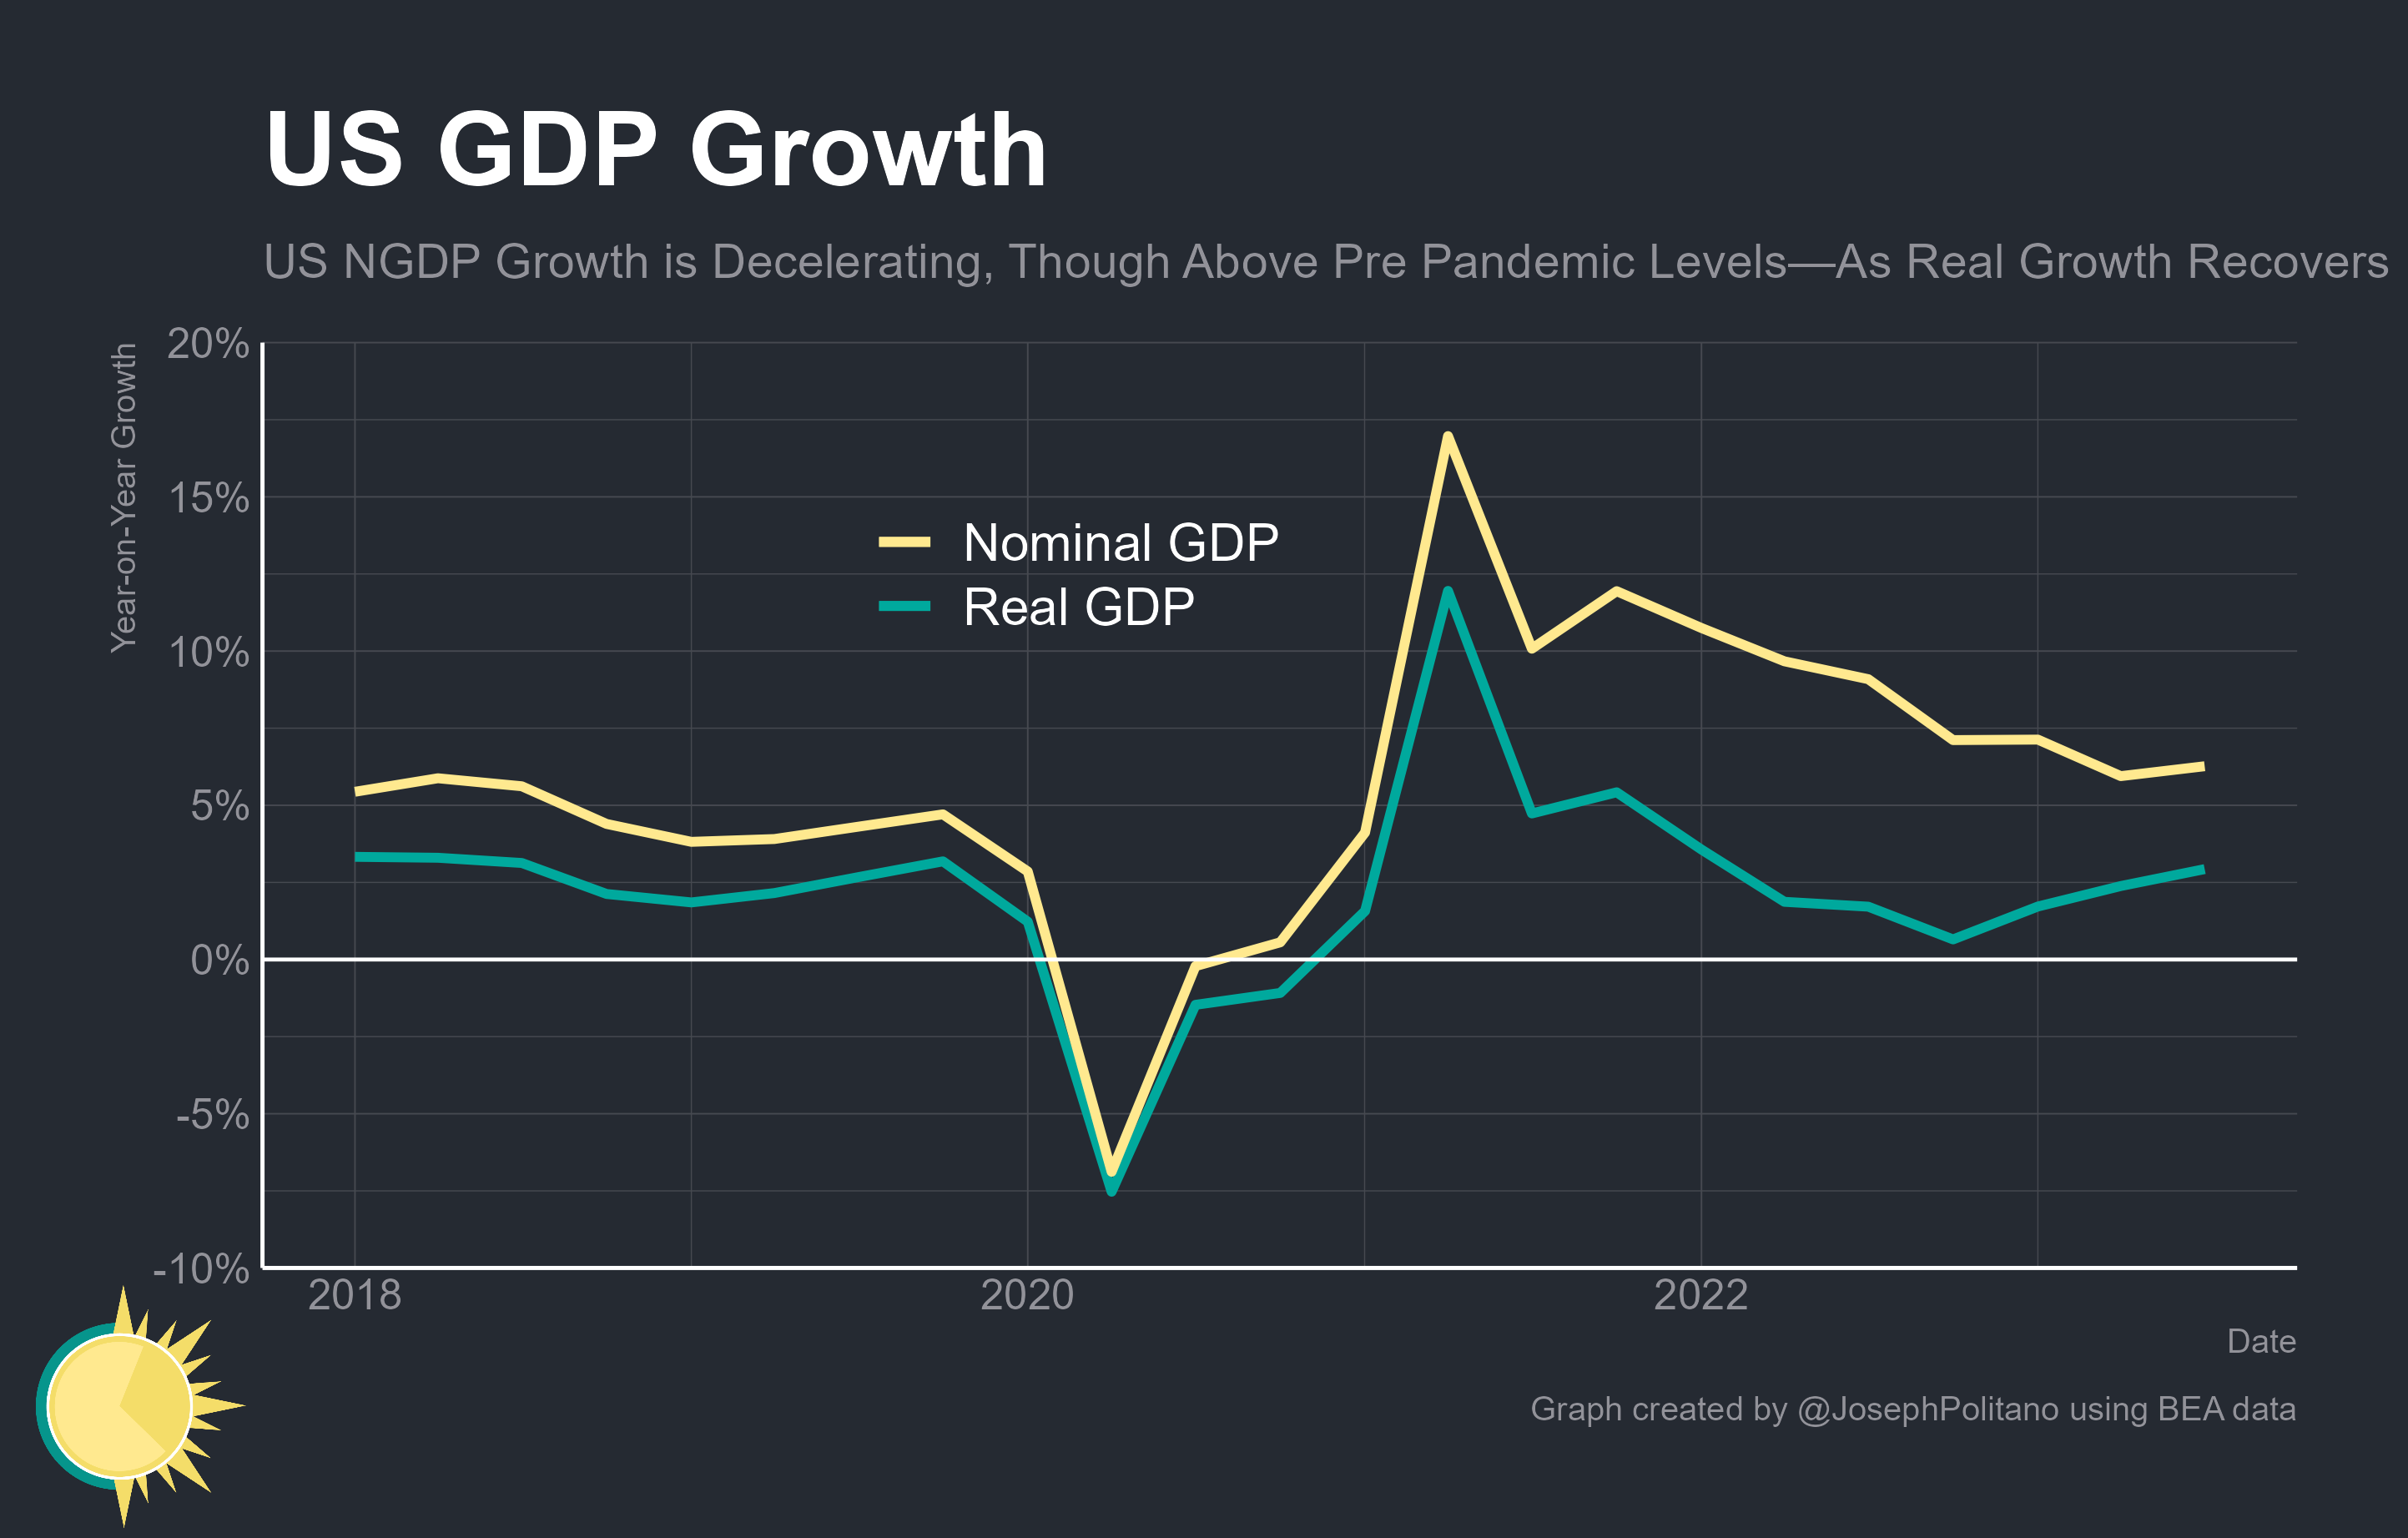 US GDP Growth
US NGDP Growth is Decelerating, Though Above Pre Pandemic Levels—As Real Growth Recovers
Year-on-Year Growth
20%
15%
10%
5%
0%
-5%
-10%
Nominal GDP
Real GDP
2018 2020 2022
Date
Graph created by @JosephPolitano using BEA data